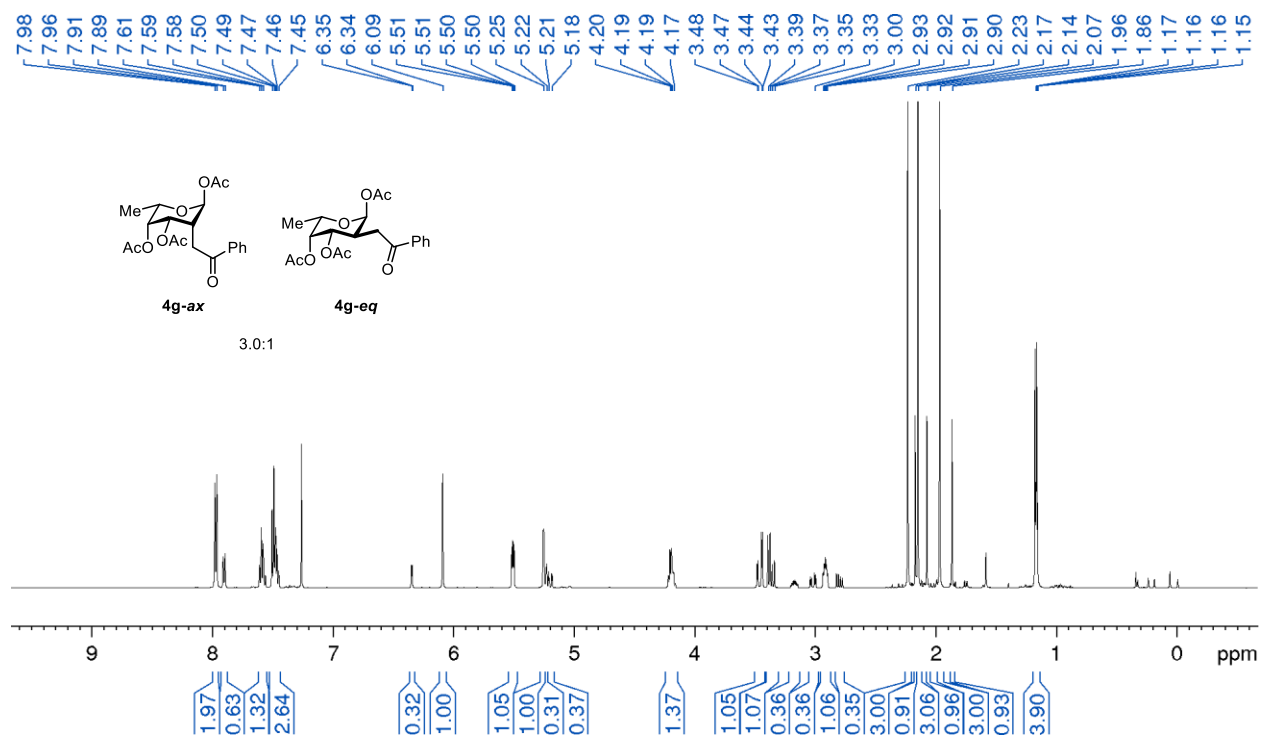 7.98 7.96 7.91 7.89 7.61 7.59 7.58 7.50 7.49 7.47 7.46 7.45 6.35 6.34 6.09 5.51 5.51 5.50 5.50 5.25 5.22 5.21 5.18 4.20 4.19 4.19 4.17 3.48 3.47 3.44 3.43 3.39 3.37 3.35 3.33 3.00 2.93 2.92 2.91 2.90 2.23 2.17 2.14 2.07 1.96 1.86 1.17 1.16 1.16 1.15
OAc
Me O
AcO OAc Ph
O
4g-ax
OAc
Me O
AcO OAc Ph
O
4g-eq
3.0:1
9 8 7 6 5 4 3 2 1 0 ppm
1.97 0.63 1.32 2.64 0.32 1.00 1.05 1.00 0.31 0.37 1.37 1.05 1.07 0.36 0.36 1.06 0.35 3.00 0.91 3.06 0.96 3.00 0.93 3.90